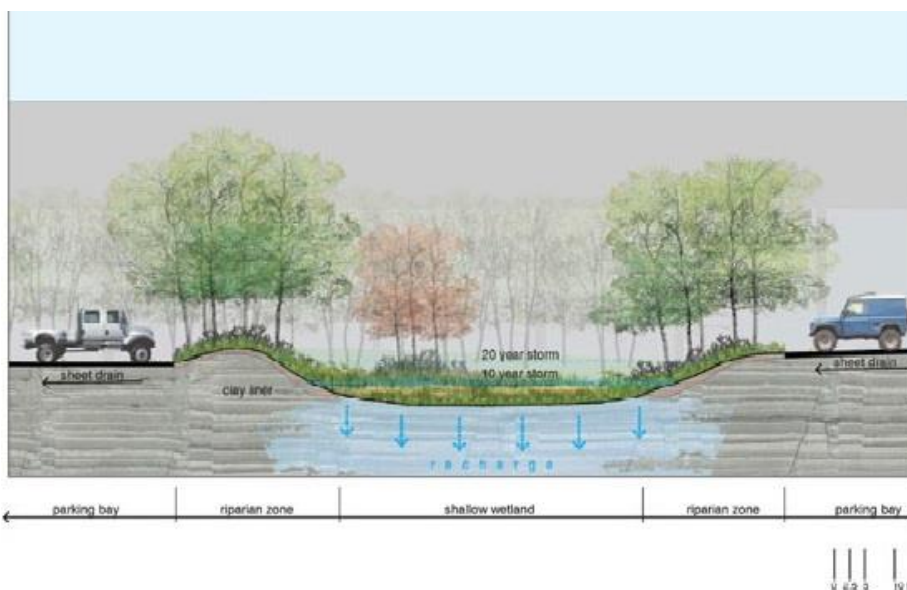 20 year storm
10 year storm
sheet drain
sheet drain
clay liner
recharge
parking bay
riparian zone
shallow wetland
riparian zone
parking bay